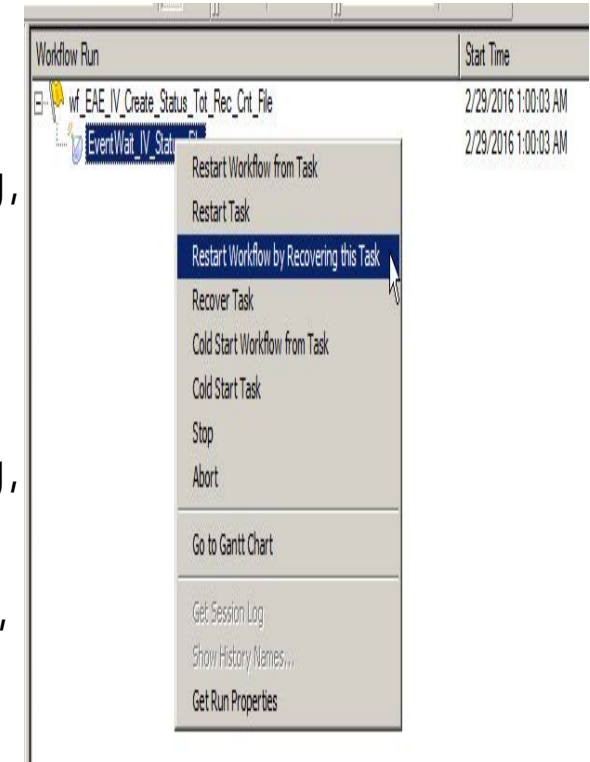 Workflow Run Start Time
wf_EAE_IV_Create_Status_Tot_Rec_Cnt_File 2/29/2016 1:00:03 AM
EventWait_IV_Status 2/29/2016 1:00:03 AM
Restart Workflow from Task
Restart Task
Restart Workflow by Recovering this Task
Recover Task
Cold Start Workflow from Task
Cold Start Task
Stop
Abort
Go to Gantt Chart
Get Session Log
Show History Names...
Get Run Properties